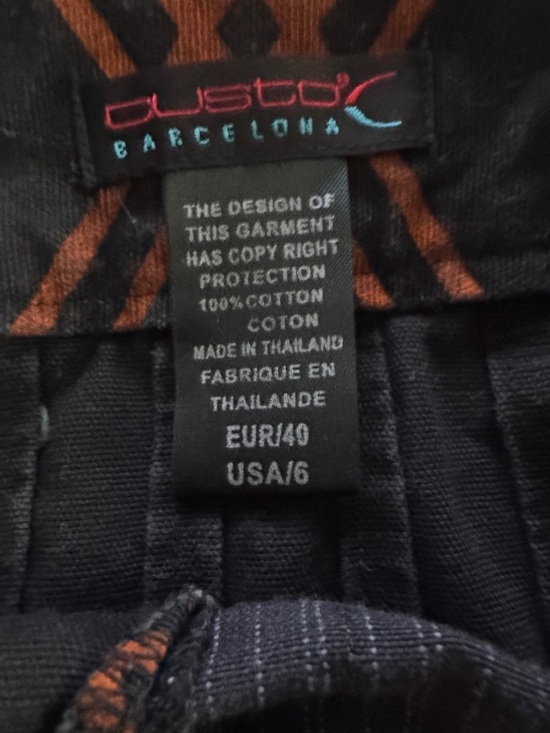 custo
BARCELONA
THE DESIGN OF
THIS GARMENT
HAS COPY RIGHT
PROTECTION
100%COTTON
COTON
MADE IN THAILAND
FABRIQUE EN
THAILANDE
EUR/40
USA/6